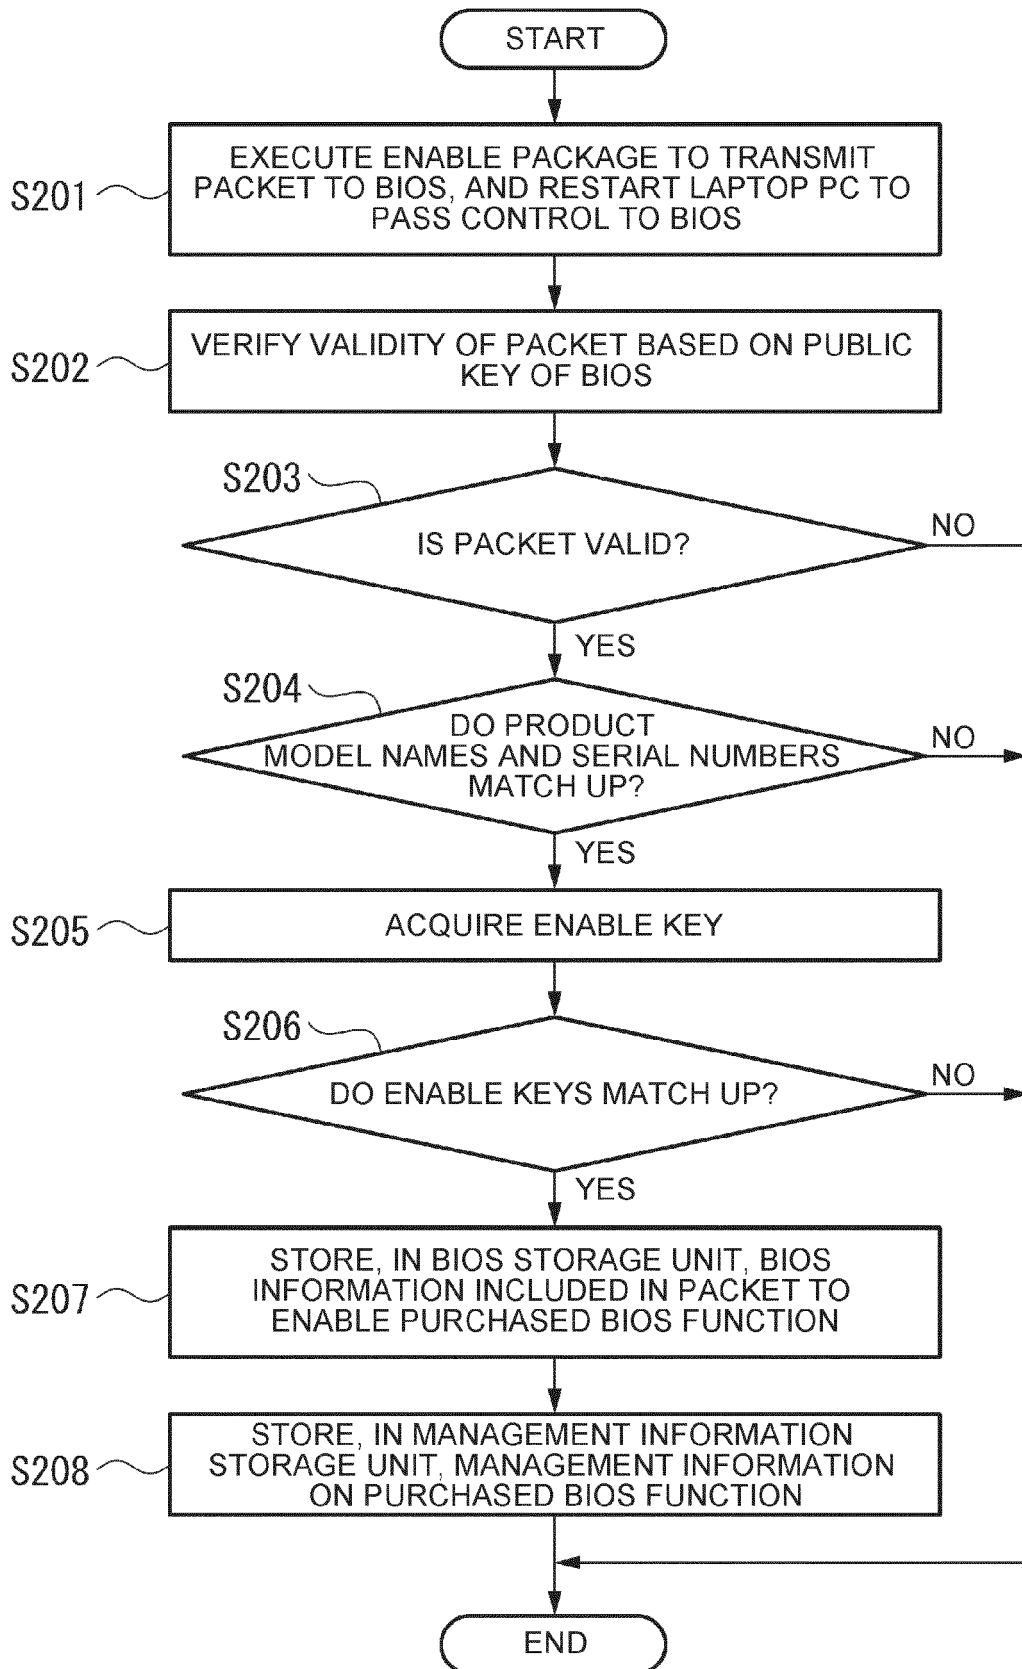 START
S201
EXECUTE ENABLE PACKAGE TO TRANSMIT
PACKET TO BIOS, AND RESTART LAPTOP PC TO
PASS CONTROL TO BIOS
S202
VERIFY VALIDITY OF PACKET BASED ON PUBLIC
KEY OF BIOS
S203
IS PACKET VALID?
NO
YES
S204
DO PRODUCT
MODEL NAMES AND SERIAL NUMBERS
MATCH UP?
NO
YES
S205
ACQUIRE ENABLE KEY
S206
DO ENABLE KEYS MATCH UP?
NO
YES
S207
STORE, IN BIOS STORAGE UNIT, BIOS
INFORMATION INCLUDED IN PACKET TO
ENABLE PURCHASED BIOS FUNCTION
S208
STORE, IN MANAGEMENT INFORMATION
STORAGE UNIT, MANAGEMENT INFORMATION
ON PURCHASED BIOS FUNCTION
END